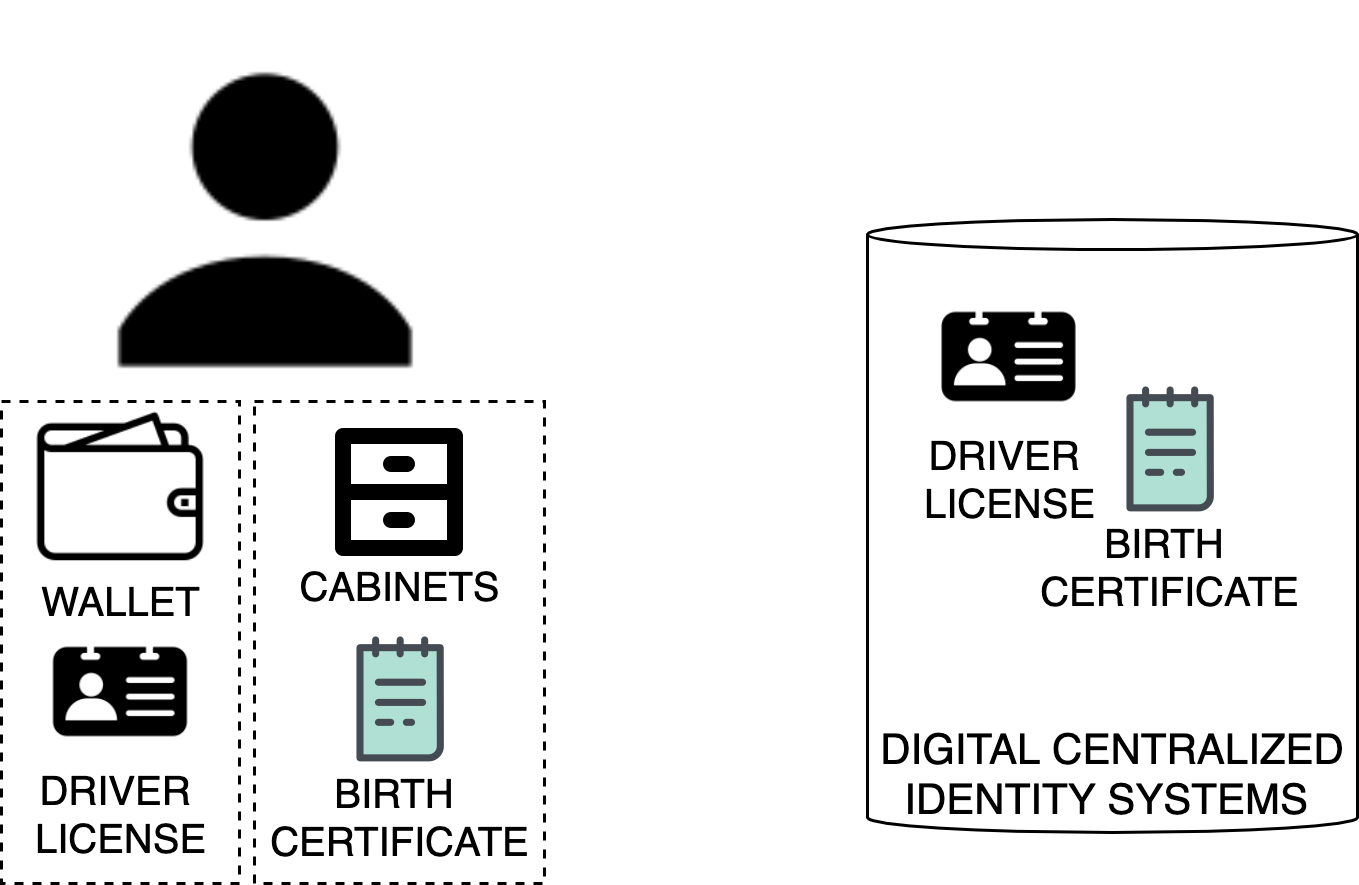 WALLET
DRIVER
LICENSE
CABINETS
BIRTH
CERTIFICATE
DRIVER
LICENSE
BIRTH
CERTIFICATE
DIGITAL CENTRALIZED
IDENTITY SYSTEMS